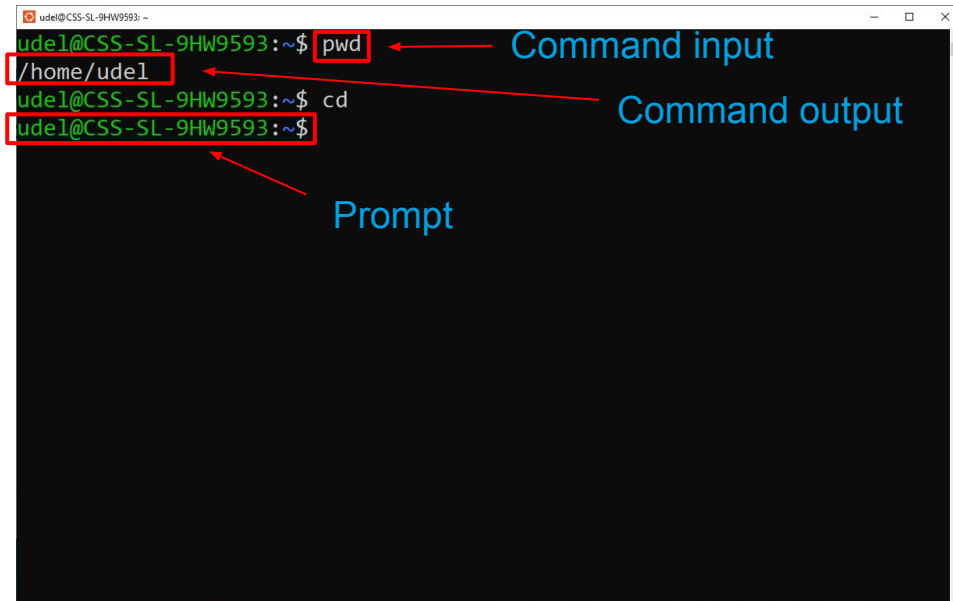 udel@CSS-SL-9HW9593: ~
udel@CSS-SL-9HW9593:~$ pwd
Command input
/home/udel
udel@CSS-SL-9HW9593:~$ cd
Command output
udel@CSS-SL-9HW9593:~$
Prompt